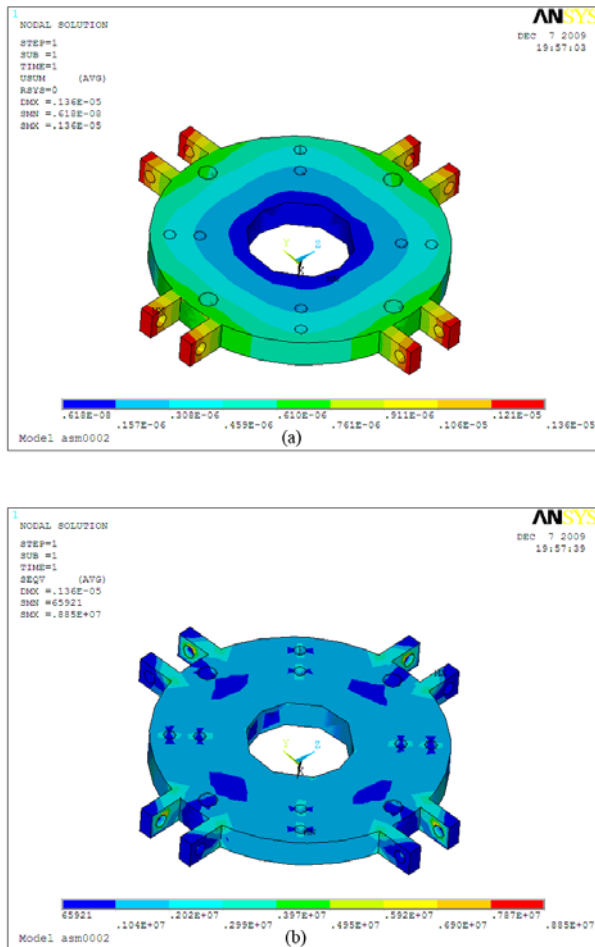 1
NODAL SOLUTION
ANSYS
STEP=1
SUB =1
TIME=1
USUM (AVG)
RSYS=0
DMX =.136E-05
SMN =.618E-08
SMX =.136E-05
DEC 7 2009
19:57:03
Y Z
.618E-08 .308E-06 .610E-06 .911E-06 .121E-05
.157E-06 .459E-06 .761E-06 .106E-05 .136E-05
Model asm0002
(a)
1
NODAL SOLUTION
ANSYS
STEP=1
SUB =1
TIME=1
SEQV (AVG)
DMX =.136E-05
SMN =65921
SMX =.885E+07
DEC 7 2009
19:57:39
Y Z
65921 .202E+07 .397E+07 .592E+07 .787E+07
.104E+07 .299E+07 .495E+07 .690E+07 .885E+07
Model asm0002
(b)